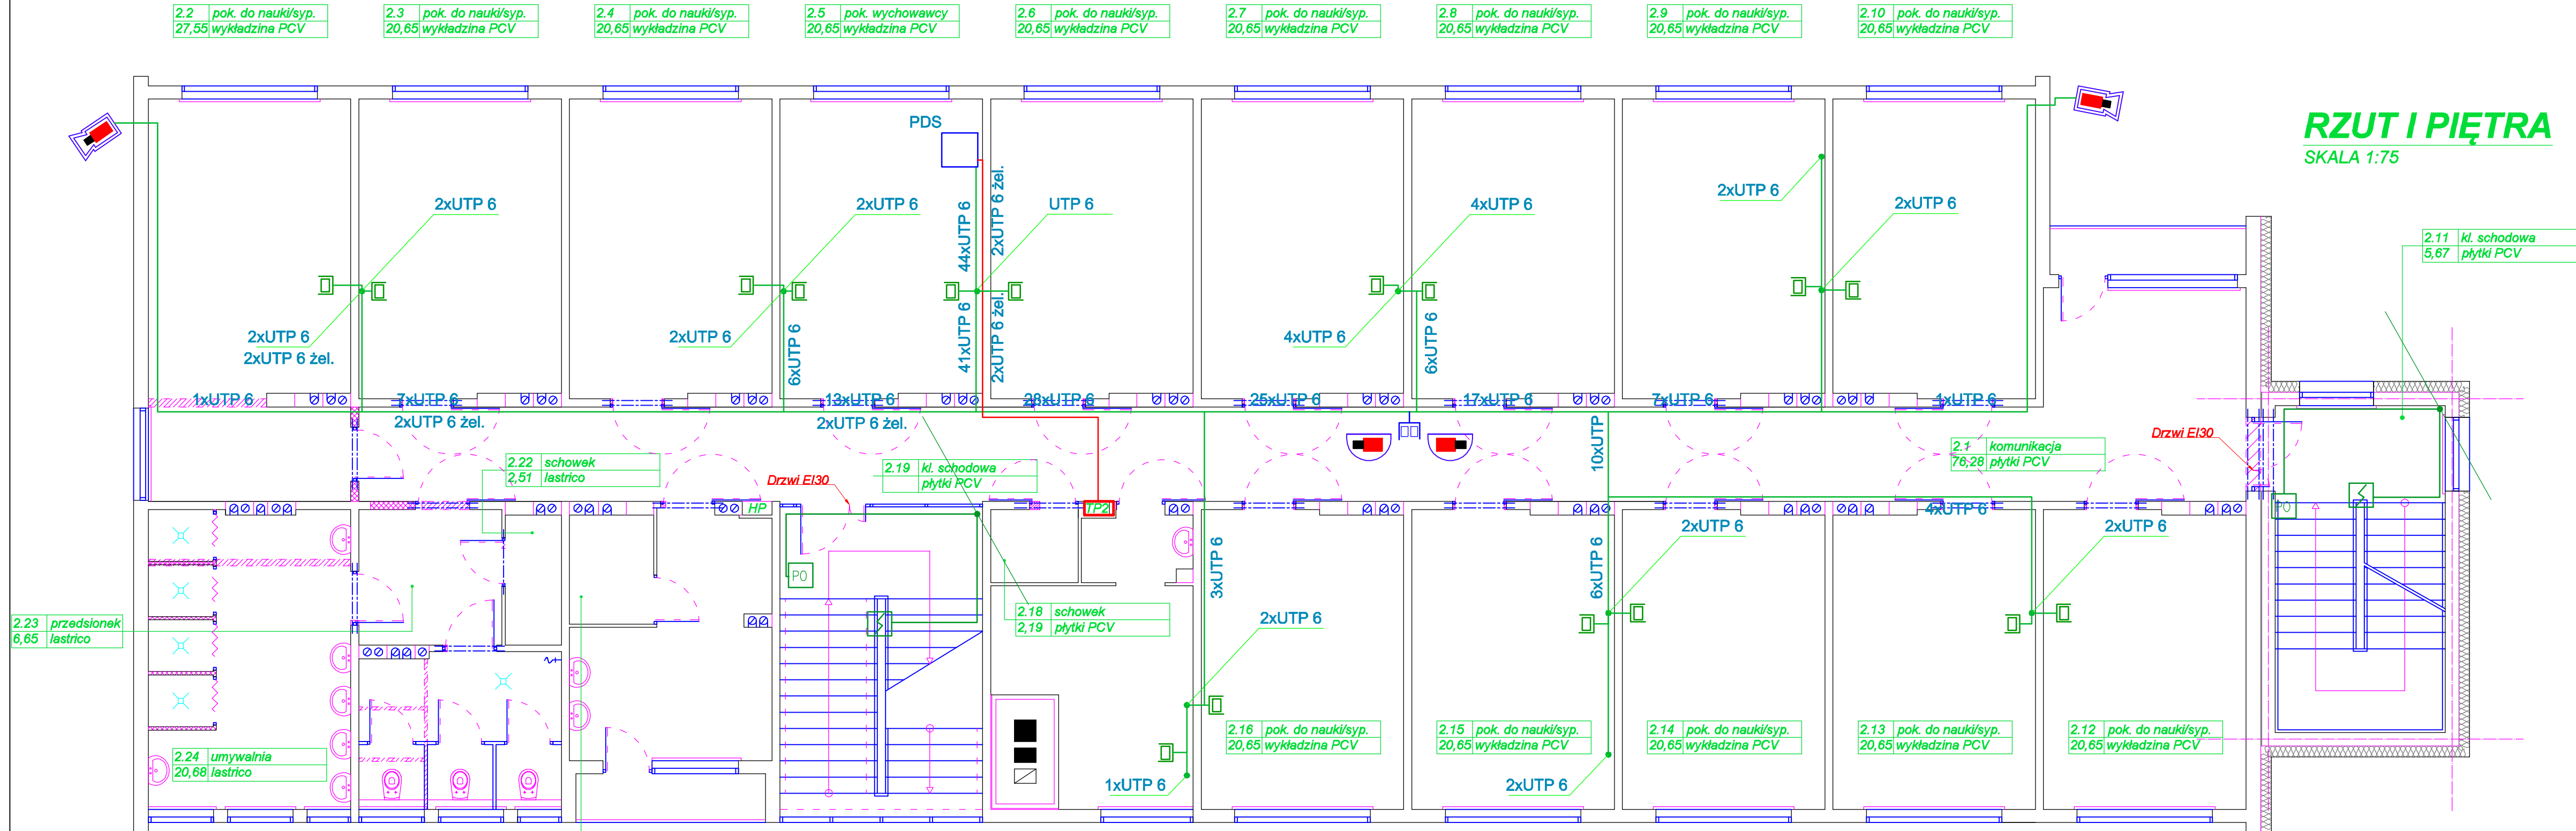 2.2 pok. do nauki/syp.
27,55 wykładzina PCV
2.3 pok. do nauki/syp.
20,65 wykładzina PCV
2.4 pok. do nauki/syp.
20,65 wykładzina PCV
2.5 pok. wychowawcy
20,65 wykładzina PCV
2.6 pok. do nauki/syp.
20,65 wykładzina PCV
2.7 pok. do nauki/syp.
20,65 wykładzina PCV
2.8 pok. do nauki/syp.
20,65 wykładzina PCV
2.9 pok. do nauki/syp.
20,65 wykładzina PCV
2.10 pok. do nauki/syp.
20,65 wykładzina PCV
RZUT I PIĘTRA
SKALA 1:75
PDS
2xUTP 6
2xUTP 6
44xUTP 6
2xUTP 6 żel.
UTP 6
4xUTP 6
2xUTP 6
2xUTP 6
2.11 kl. schodowa
5,67 płytki PCV
2xUTP 6
2xUTP 6 żel.
2xUTP 6
6xUTP 6
41xUTP 6
2xUTP 6 żel.
4xUTP 6
6xUTP 6
1xUTP 6
7xUTP 6
2xUTP 6 żel.
13xUTP 6
2xUTP 6 żel.
28xUTP 6
25xUTP 6
17xUTP 6
7xUTP 6
1xUTP 6
10xUTP
Drzwi EI30
2.1 komunikacja
76,28 płytki PCV
2.22 schowek
2,51 lastrico
2.19 kl. schodowa
płytki PCV
Drzwi EI30
HP
TP2
4xUTP 6
2xUTP 6
2xUTP 6
PO
PO
3xUTP 6
6xUTP 6
2.23 przedsionek
6,65 lastrico
2.18 schowek
2,19 płytki PCV
2xUTP 6
2.16 pok. do nauki/syp.
20,65 wykładzina PCV
2.15 pok. do nauki/syp.
20,65 wykładzina PCV
2.14 pok. do nauki/syp.
20,65 wykładzina PCV
2.13 pok. do nauki/syp.
20,65 wykładzina PCV
2.12 pok. do nauki/syp.
20,65 wykładzina PCV
2.24 umywalnia
20,68 lastrico
1xUTP 6
2xUTP 6